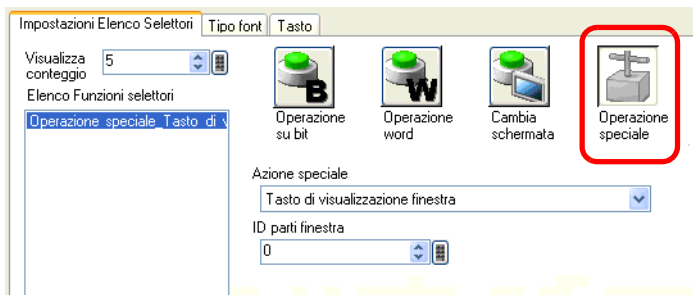 Impostazioni Elenco Selettori Tipo font Tasto
Visualizza
conteggio
5
Elenco Funzioni selettori
Operazione speciale_Tasto di
B
Operazione
su bit
W
Operazione
word
Cambia
schermata
Operazione
speciale
Azione speciale
Tasto di visualizzazione finestra
ID parti finestra
0